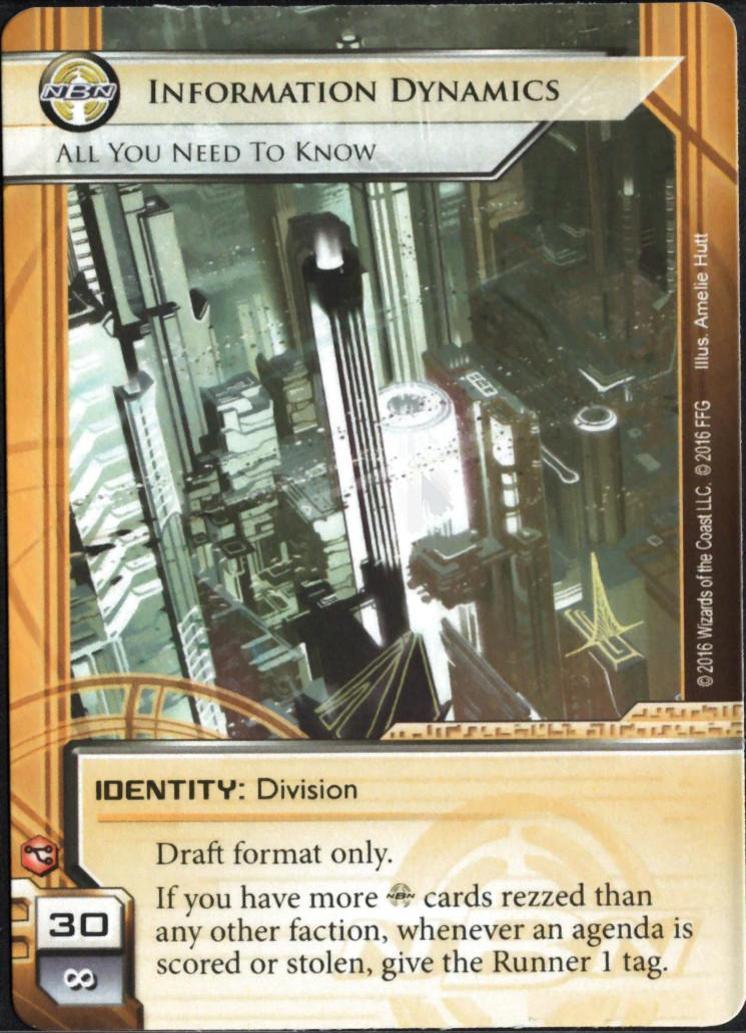 NBN
INFORMATION DYNAMICS
ALL YOU NEED TO KNOW
© 2016 Wizards of the Coast LLC. © 2016 FFG Illus. Amelie Hutt
IDENTITY: Division
Draft format only.
If you have more NBN cards rezzed than
any other faction, whenever an agenda is
scored or stolen, give the Runner 1 tag.
30
∞